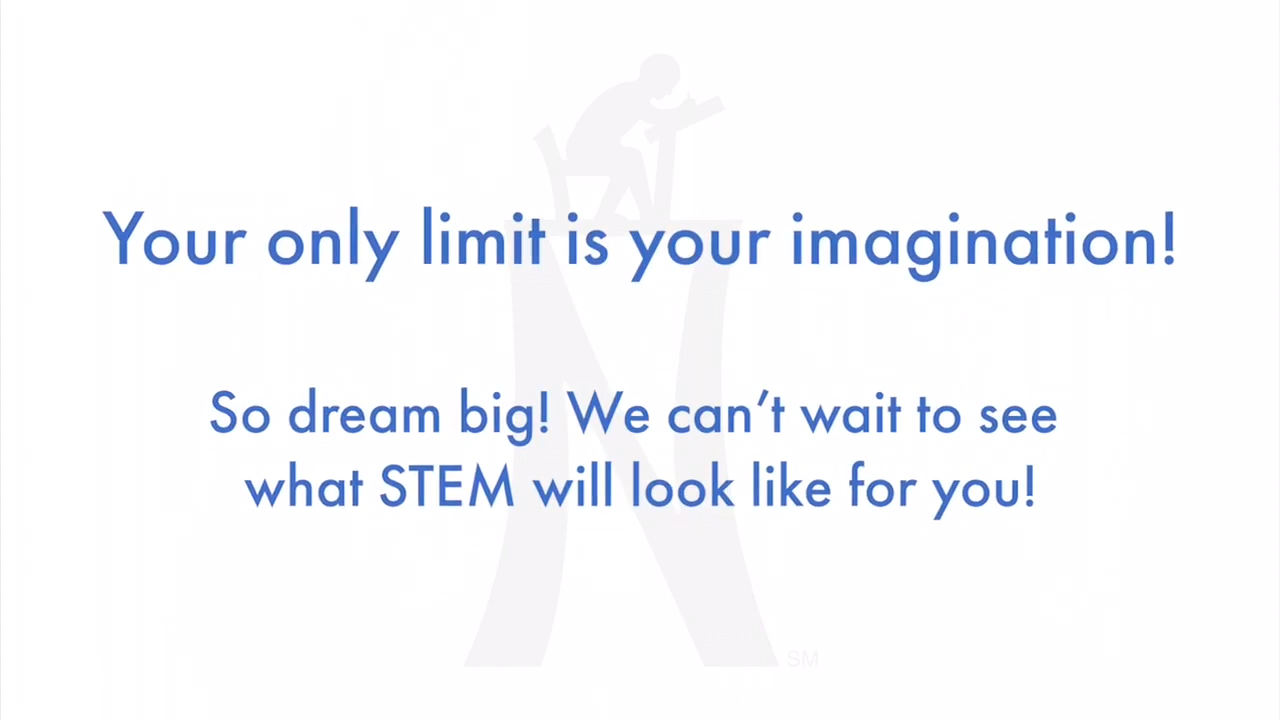 Your only limit is your imagination!
So dream big! We can’t wait to see
what STEM will look like for you!
SM